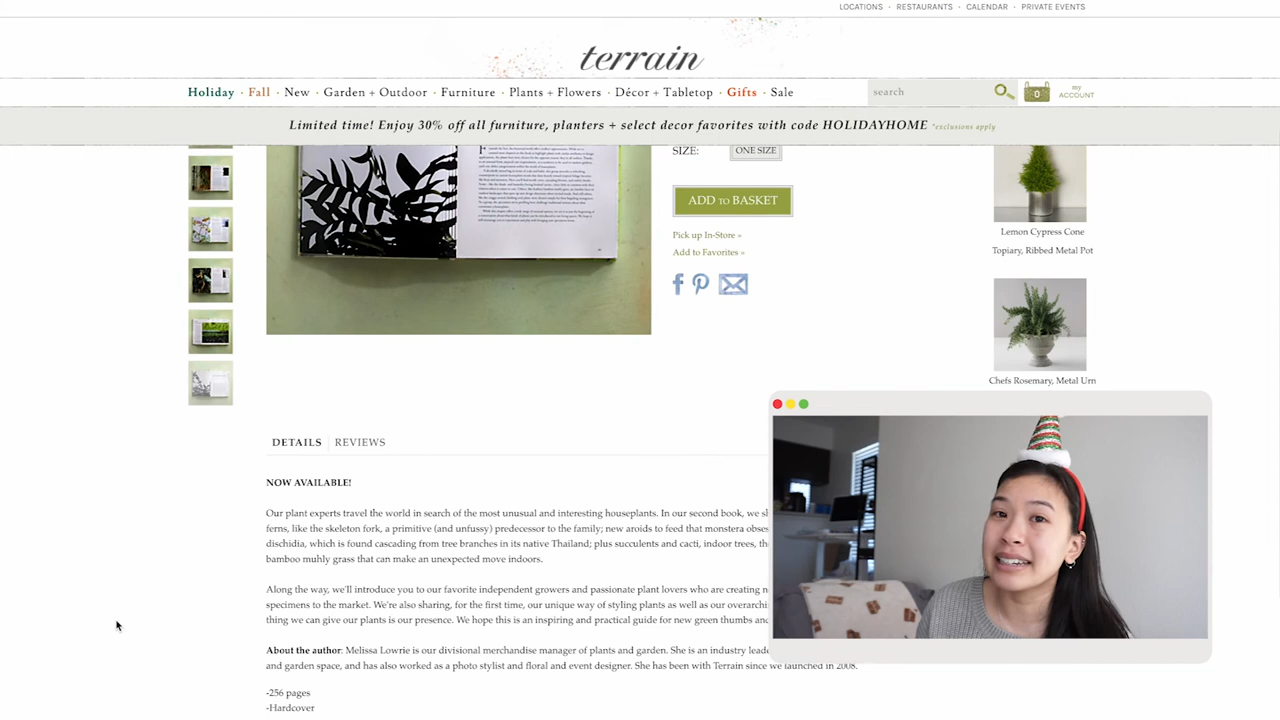 LOCATIONS · RESTAURANTS · CALENDAR · PRIVATE EVENTS
terrain
Holiday · Fall · New · Garden + Outdoor · Furniture · Plants + Flowers · Décor + Tabletop · Gifts · Sale
search
0
my
ACCOUNT
Limited time! Enjoy 30% off all furniture, planters + select decor favorites with code HOLIDAYHOME *exclusions apply
SIZE:
ONE SIZE
ADD TO BASKET
Pick up In-Store »
Add to Favorites »
Lemon Cypress Cone
Topiary, Ribbed Metal Pot
Chefs Rosemary, Metal Urn
DETAILS
REVIEWS
NOW AVAILABLE!
Our plant experts travel the world in search of the most unusual and interesting houseplants. In our second book, we sh
ferns, like the skeleton fork, a primitive (and unfussy) predecessor to the family; new aroids to feed that monstera obses
dischidia, which is found cascading from tree branches in its native Thailand; plus succulents and cacti, indoor trees, th
bamboo muhly grass that can make an unexpected move indoors.
Along the way, we'll introduce you to our favorite independent growers and passionate plant lovers who are creating n
specimens to the market. We're also sharing, for the first time, our unique way of styling plants as well as our overarchi
thing we can give our plants is our presence. We hope this is an inspiring and practical guide for new green thumbs and
About the author: Melissa Lowrie is our divisional merchandise manager of plants and garden. She is an industry leade
and garden space, and has also worked as a photo stylist and floral and event designer. She has been with Terrain since we launched in 2008.
-256 pages
-Hardcover